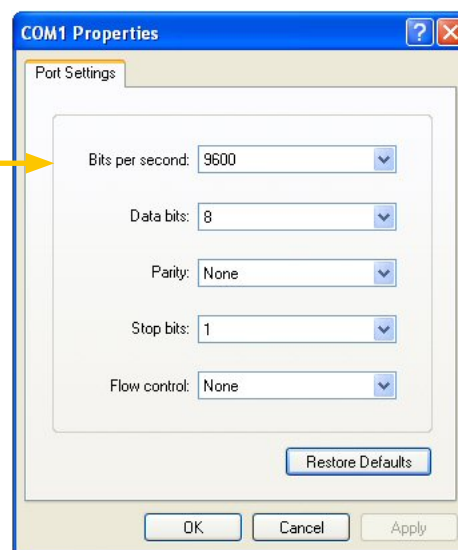 COM1 Properties
Port Settings
Bits per second: 9600
Data bits: 8
Parity: None
Stop bits: 1
Flow control: None
Restore Defaults
OK Cancel Apply